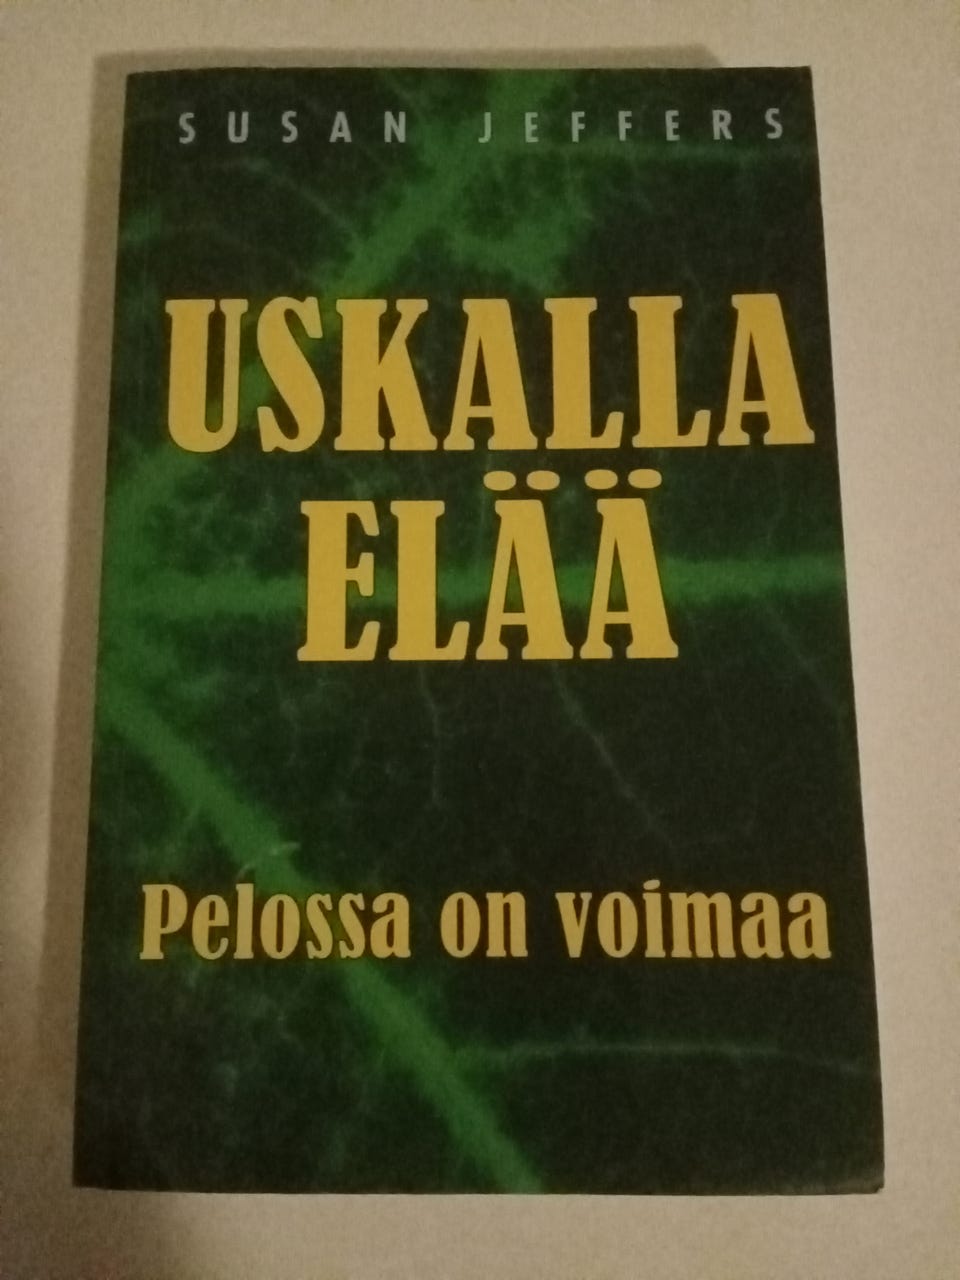 SUSAN JEFFERS
USKALLA
ELÄÄ
Pelossa on voimaa